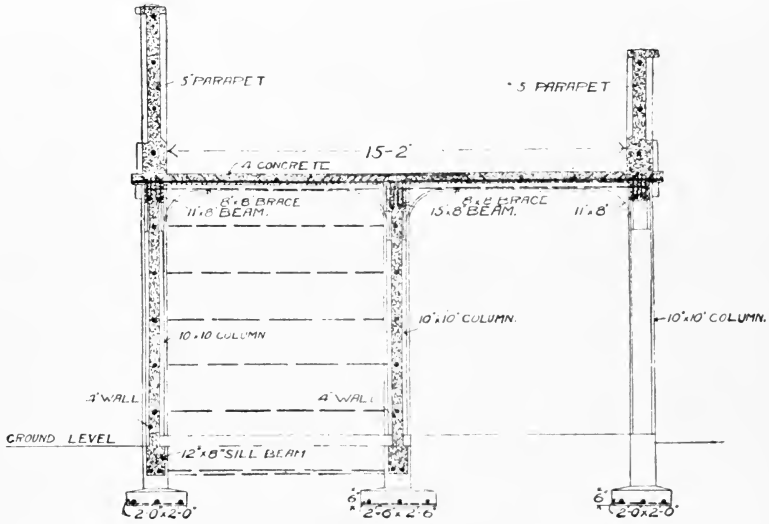 5" PARAPET
5" PARAPET
15-2"
4" CONCRETE
8"x8" BRACE
11"x8" BEAM.
8"x8" BRACE
15"x8" BEAM.
11"x8"
10x10 COLUMN
10"x10" COLUMN.
10"x10" COLUMN.
4" WALL
4" WALL
GROUND LEVEL
12"x8" SILL BEAM
6"
6"
2-0"x2-0"
2-6"x2-6"
2-0"x2-0"